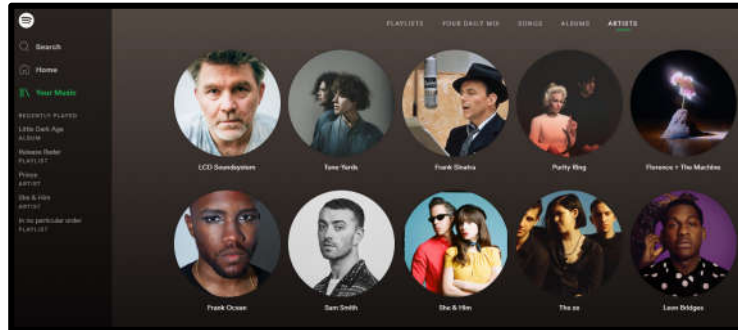 PLAYLISTS YOUR DAILY MIX SONGS ALBUMS ARTISTS
Search
Home
Your Music
RECENTLY PLAYED
Little Dark Age
ALBUM
Release Radar
PLAYLIST
Prince
ARTIST
She & Him
ARTIST
In no particular order
PLAYLIST
LCD Soundsystem
Tune-Yards
Frank Sinatra
Purity Ring
Florence + The Machine
Frank Ocean
Sam Smith
She & Him
The xx
Leon Bridges